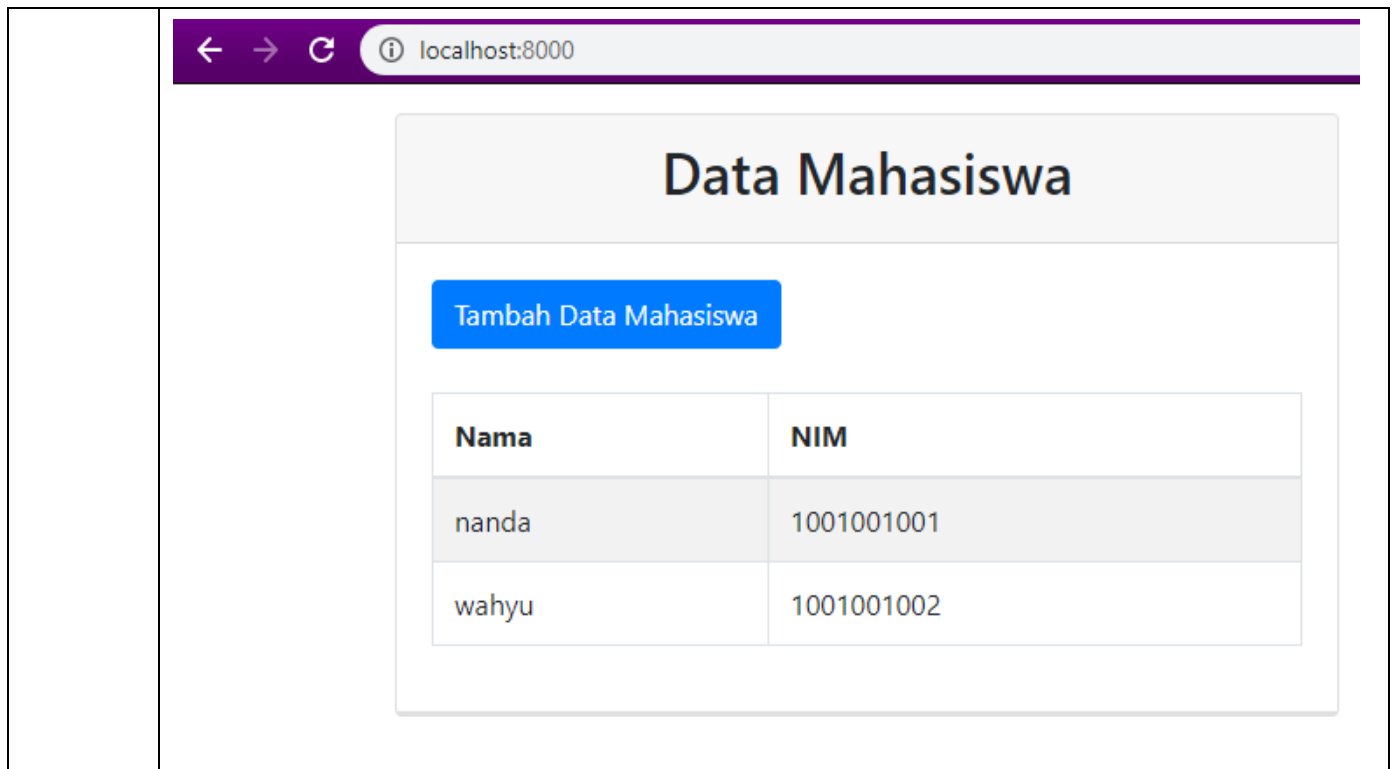 localhost:8000
Data Mahasiswa
Tambah Data Mahasiswa
Nama NIM
nanda 1001001001
wahyu 1001001002